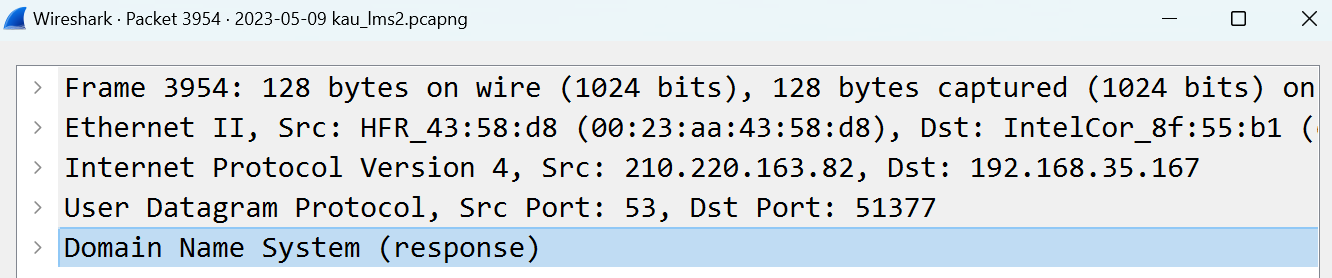 Wireshark · Packet 3954 · 2023-05-09 kau_lms2.pcapng
Frame 3954: 128 bytes on wire (1024 bits), 128 bytes captured (1024 bits) on
Ethernet II, Src: HFR_43:58:d8 (00:23:aa:43:58:d8), Dst: IntelCor_8f:55:b1 (
Internet Protocol Version 4, Src: 210.220.163.82, Dst: 192.168.35.167
User Datagram Protocol, Src Port: 53, Dst Port: 51377
Domain Name System (response)